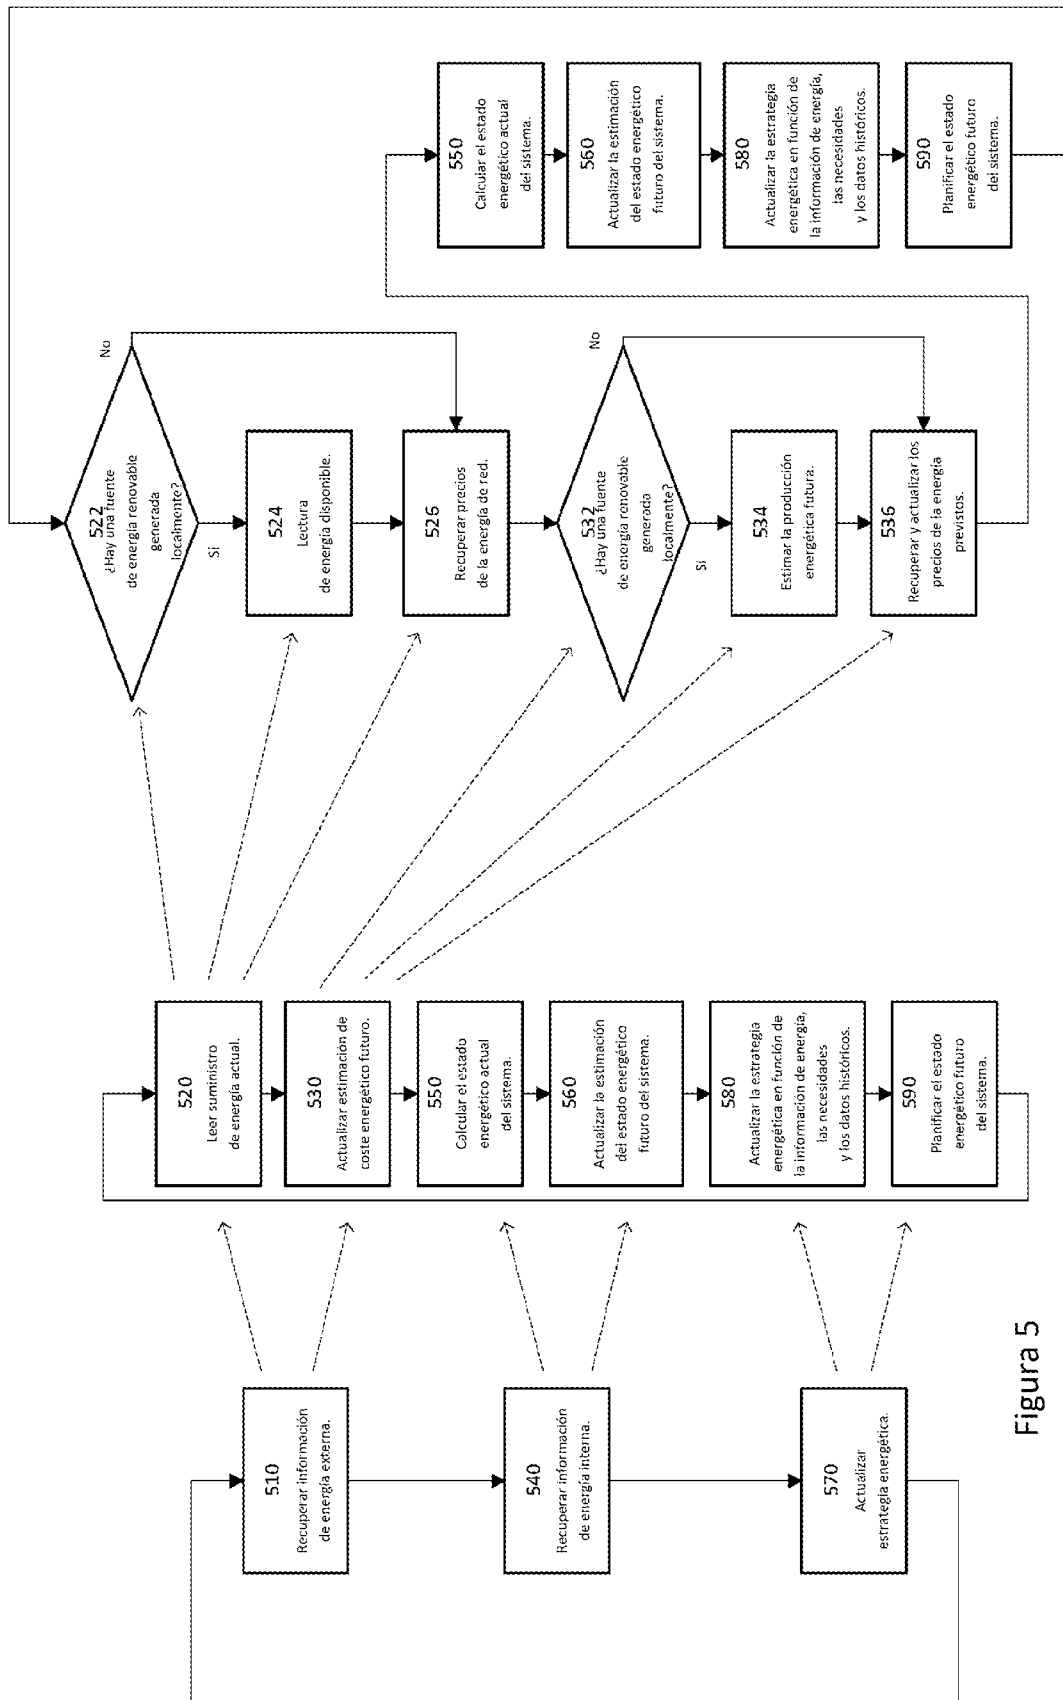 510
Recuperar información
de energía externa.
540
Recuperar información
de energía interna.
570
Actualizar
estrategia energética.
520
Leer suministro
de energía actual.
530
Actualizar estimación de
coste energético futuro.
550
Calcular el estado
energético actual
del sistema.
560
Actualizar la estimación
del estado energético
futuro del sistema.
580
Actualizar la estrategia
energética en función de
la información de energía,
las necesidades
y los datos históricos.
590
Planificar el estado
energético futuro
del sistema.
522
¿Hay una fuente
de energía renovable
generada
localmente?
No
Sí
524
Lectura
de energía disponible.
526
Recuperar precios
de la energía de red.
532
¿Hay una fuente
de energía renovable
generada
localmente?
No
Sí
534
Estimar la producción
energética futura.
536
Recuperar y actualizar los
precios de la energía
previstos.
550
Calcular el estado
energético actual
del sistema.
560
Actualizar la estimación
del estado energético
futuro del sistema.
580
Actualizar la estrategia
energética en función de
la información de energía,
las necesidades
y los datos históricos.
590
Planificar el estado
energético futuro
del sistema.
Figura 5